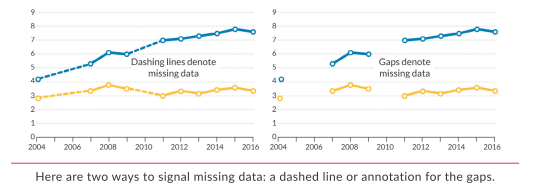 9
8
7
6
5
4
3
2
1
0
Dashing lines denote
missing data
2004 2006 2008 2010 2012 2014 2016
9
8
7
6
5
4
3
2
1
0
Gaps denote
missing data
2004 2006 2008 2010 2012 2014 2016
Here are two ways to signal missing data: a dashed line or annotation for the gaps.